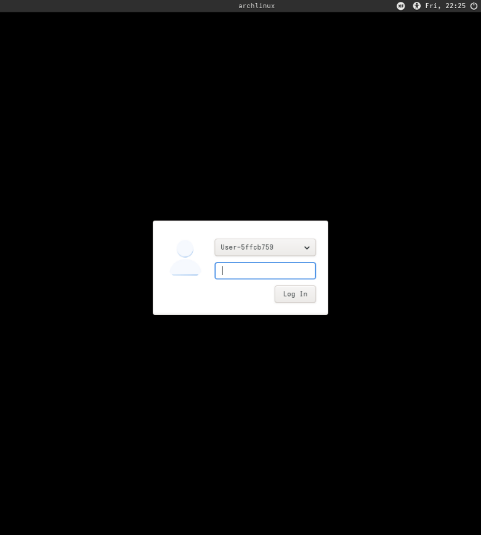 archlinux
Fri, 22:25
User-5ffcb759
Log In